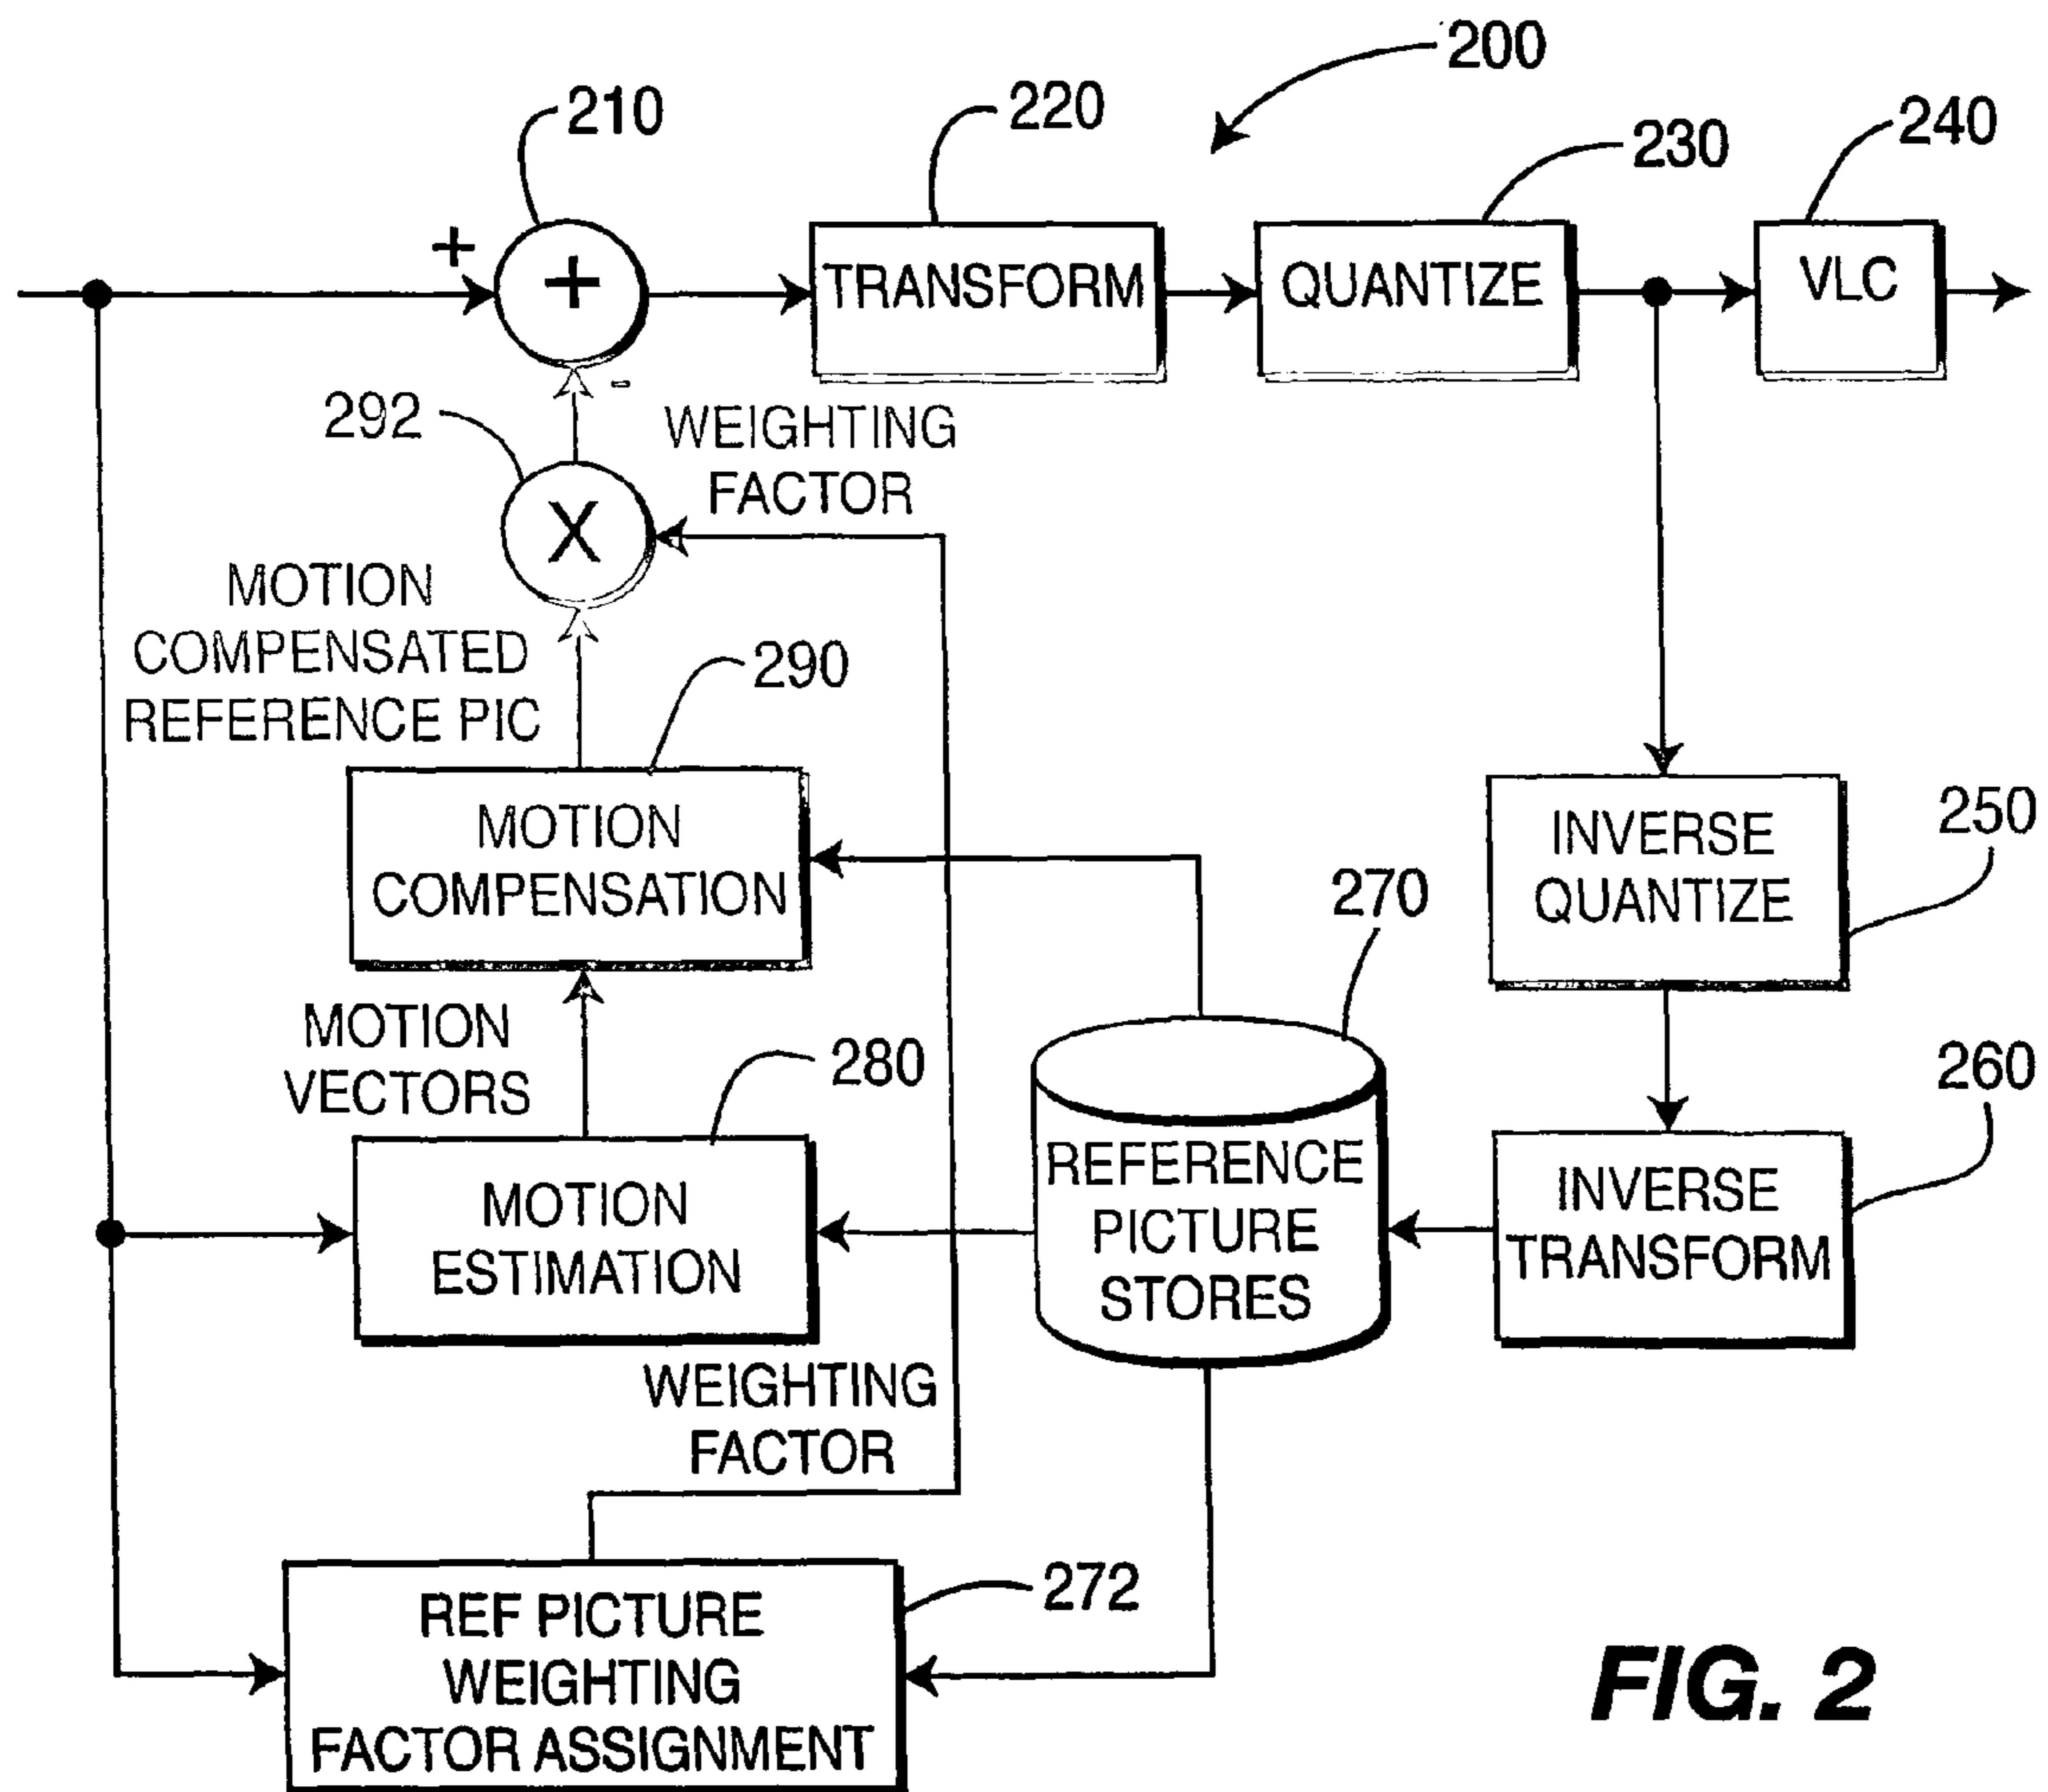 200
210
220
230
240
+
+
TRANSFORM
QUANTIZE
VLC
-
292
WEIGHTING
FACTOR
X
MOTION
COMPENSATED
REFERENCE PIC
290
MOTION
COMPENSATION
250
INVERSE
QUANTIZE
270
MOTION
VECTORS
280
260
REFERENCE
PICTURE
STORES
INVERSE
TRANSFORM
MOTION
ESTIMATION
WEIGHTING
FACTOR
272
REF PICTURE
WEIGHTING
FACTOR ASSIGNMENT
FIG. 2